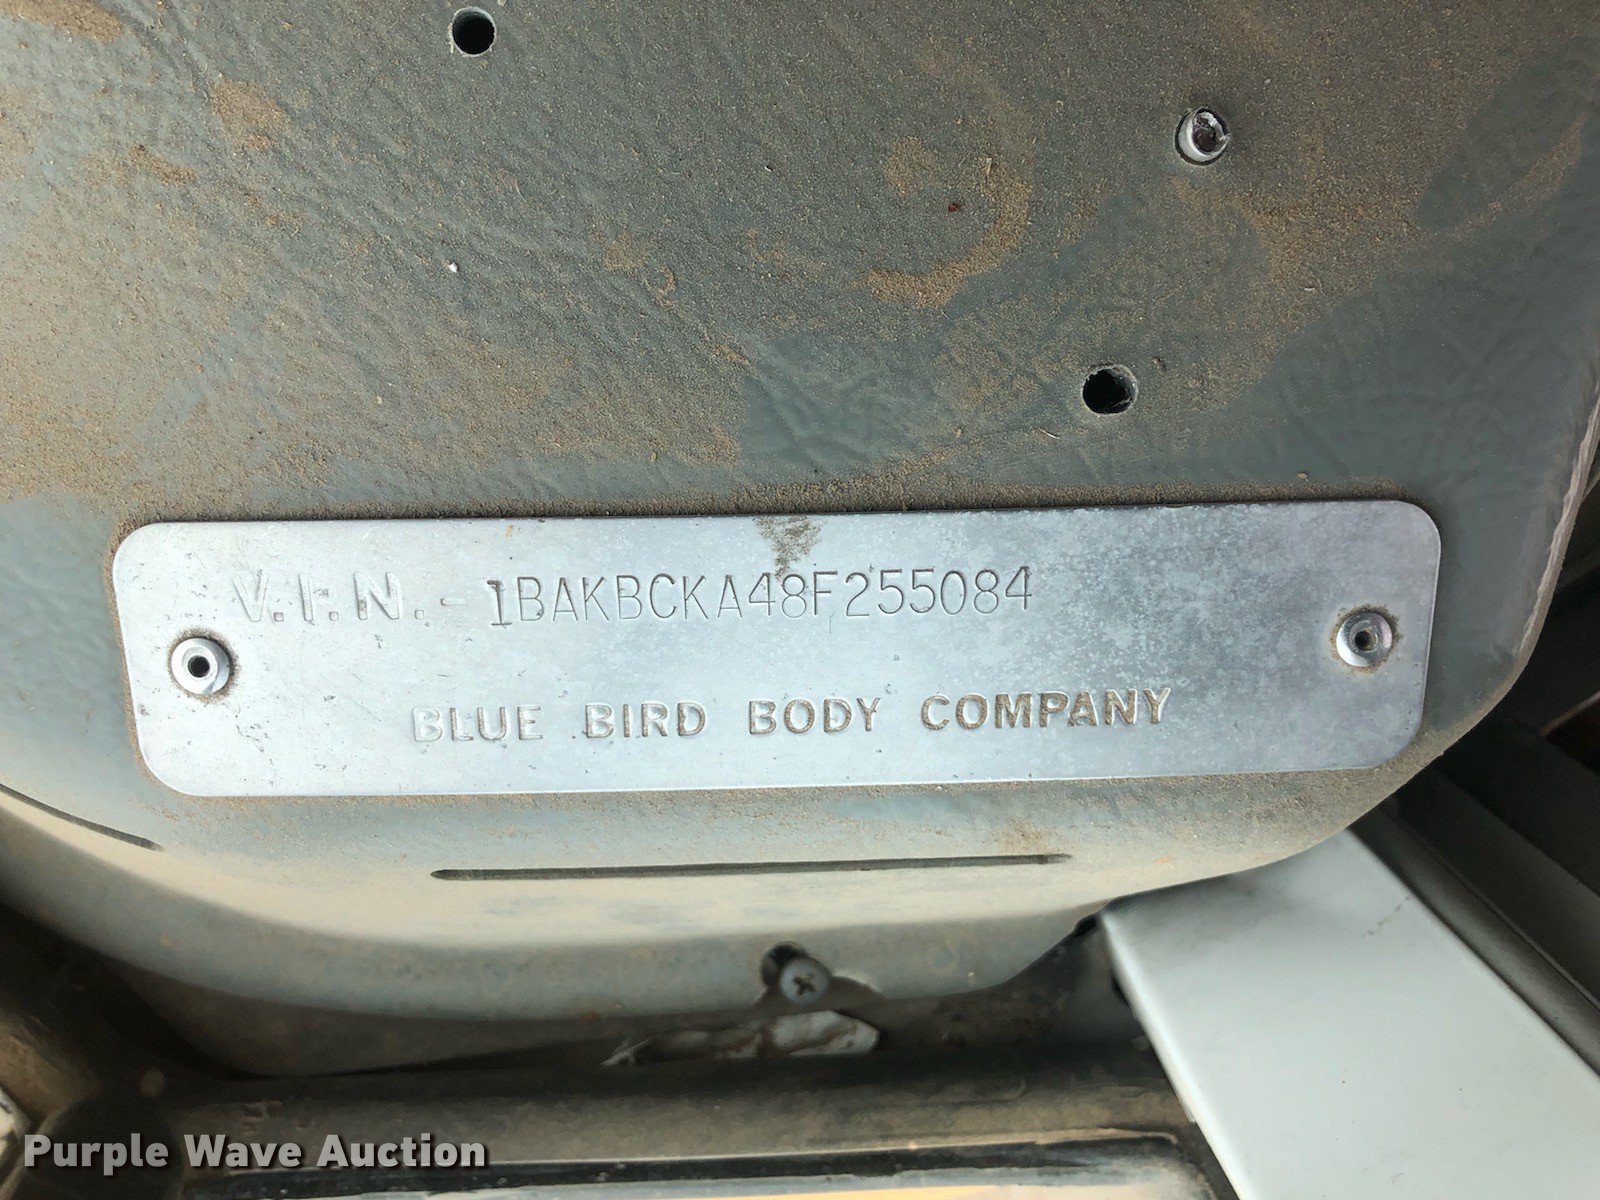 V.I.N.-1BAKBCKA48F255084
BLUE BIRD BODY COMPANY
Purple Wave Auction